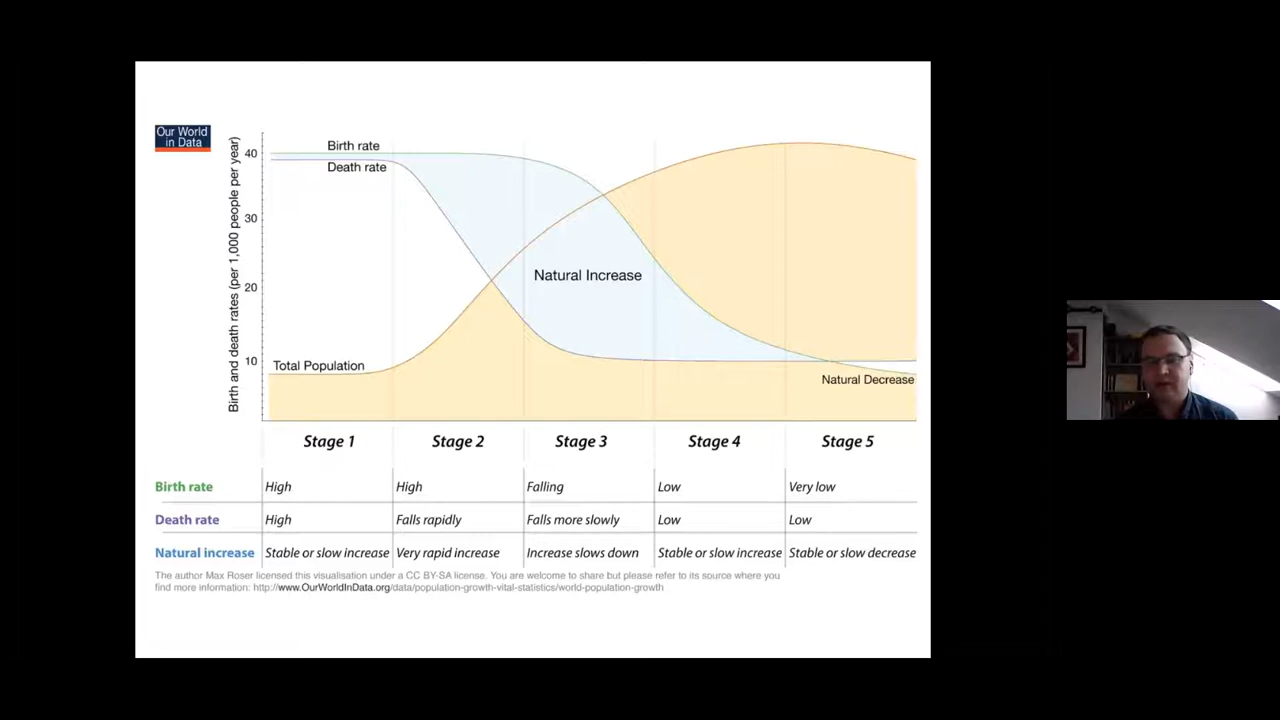 Our World
in Data
Birth and death rates (per 1,000 people per year)
40
30
20
10
Birth rate
Death rate
Natural Increase
Total Population
Natural Decrease
Stage 1 Stage 2 Stage 3 Stage 4 Stage 5
Birth rate High High Falling Low Very low
Death rate High Falls rapidly Falls more slowly Low Low
Natural increase Stable or slow increase Very rapid increase Increase slows down Stable or slow increase Stable or slow decrease
The author Max Roser licensed this visualisation under a CC BY-SA license. You are welcome to share but please refer to its source where you
find more information: http://www.OurWorldInData.org/data/population-growth-vital-statistics/world-population-growth